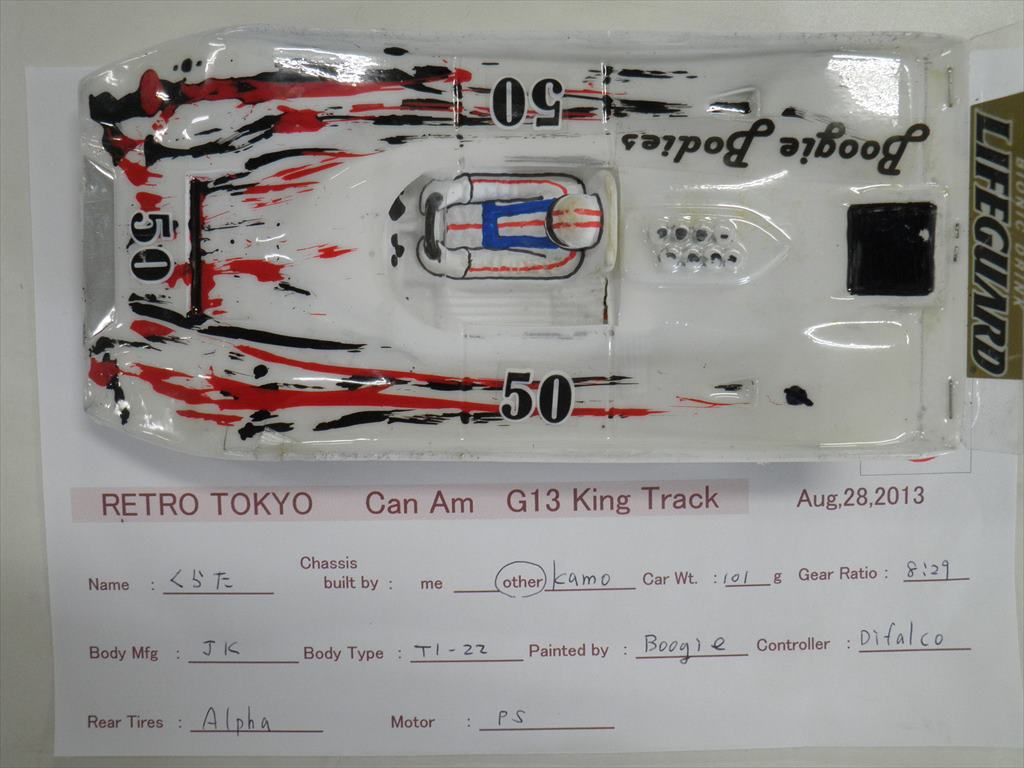 50
Boogie Bodies
50
50
BIYONIC DRINK
LIFEGUARD
RETRO TOKYO Can Am G13 King Track Aug,28,2013
Name : くらた Chassis built by : me other kamo Car Wt. : 101 g Gear Ratio : 8:29
Body Mfg : JK Body Type : T1-22 Painted by : Boogie Controller : Difalco
Rear Tires : Alpha Motor : PS